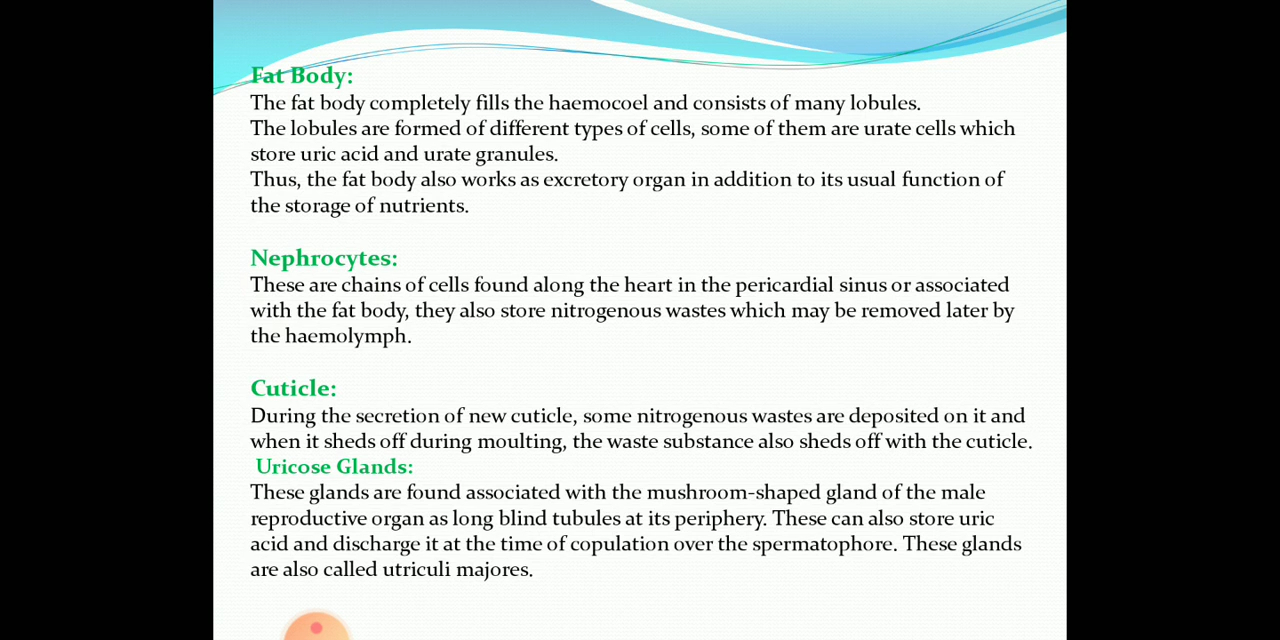 Fat Body:
The fat body completely fills the haemocoel and consists of many lobules.
The lobules are formed of different types of cells, some of them are urate cells which
store uric acid and urate granules.
Thus, the fat body also works as excretory organ in addition to its usual function of
the storage of nutrients.
Nephrocytes:
These are chains of cells found along the heart in the pericardial sinus or associated
with the fat body, they also store nitrogenous wastes which may be removed later by
the haemolymph.
Cuticle:
During the secretion of new cuticle, some nitrogenous wastes are deposited on it and
when it sheds off during moulting, the waste substance also sheds off with the cuticle.
Uricose Glands:
These glands are found associated with the mushroom-shaped gland of the male
reproductive organ as long blind tubules at its periphery. These can also store uric
acid and discharge it at the time of copulation over the spermatophore. These glands
are also called utriculi majores.